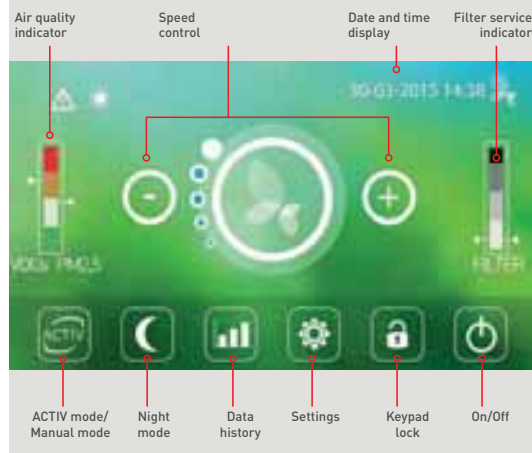 Air quality
indicator
Speed
control
Date and time
display
Filter service
indicator
30-03-2015 14:38
-
+
VOCs PM2,5
FILTER
ACTIV
ACTIV mode/
Manual mode
Night
mode
Data
history
Settings
Keypad
lock
On/Off